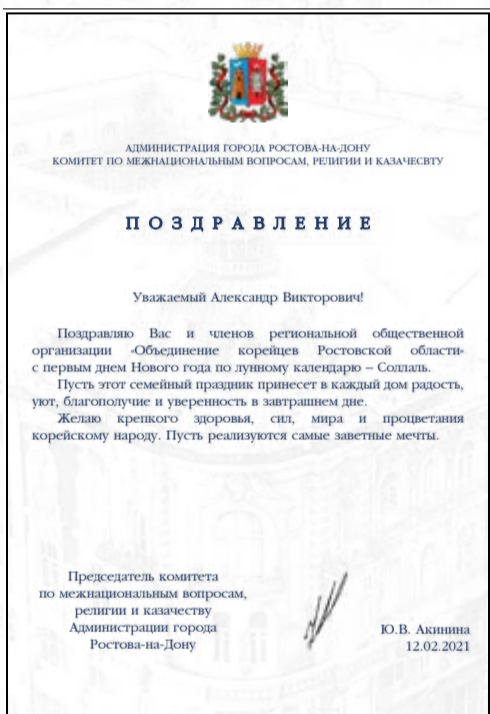 АДМИНИСТРАЦИЯ ГОРОДА РОСТОВА-НА-ДОНУ
КОМИТЕТ ПО МЕЖНАЦИОНАЛЬНЫМ ВОПРОСАМ, РЕЛИГИИ И КАЗАЧЕСВТУ
ПОЗДРАВЛЕНИЕ
Уважаемый Александр Викторович!
Поздравляю Вас и членов региональной общественной
организации «Объединение корейцев Ростовской области«
с первым днем Нового года по лунному календарю – Соллаль.
Пусть этот семейный праздник принесет в каждый дом радость,
уют, благополучие и уверенность в завтрашнем дне.
Желаю крепкого здоровья, сил, мира и процветания
корейскому народу. Пусть реализуются самые заветные мечты.
Председатель комитета
по межнациональным вопросам,
религии и казачеству
Администрации города
Ростова-на-Дону
Ю.В. Акинина
12.02.2021